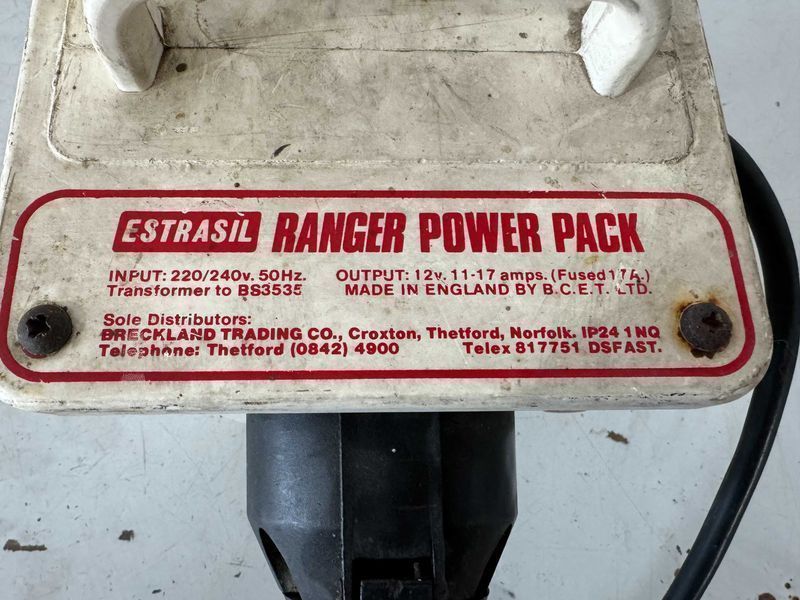 ESTRASIL RANGER POWER PACK
INPUT: 220/240v. 50Hz. OUTPUT: 12v. 11-17 amps. (Fused 17A.)
Transformer to BS3535 MADE IN ENGLAND BY B.C.E.T. LTD.
Sole Distributors:
BRECKLAND TRADING CO., Croxton, Thetford, Norfolk. IP24 1NQ
Telephone: Thetford (0842) 4900 Telex 817751 DSFAST.